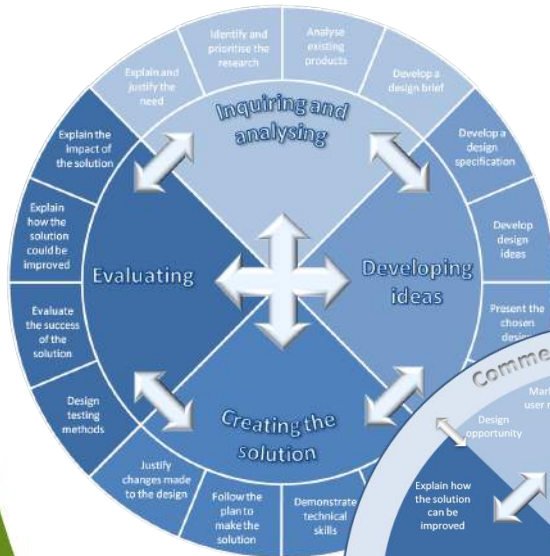 Explain and
justify the
need
Identify and
prioritise the
research
Analyse
existing
products
Develop a
design brief
Inquiring and
analysing
Develop a
design
specification
Develop
design
ideas
Present the
chosen
Developing
ideas
Creating the
solution
Demonstrate
technical
skills
Follow the
plan to
make the
solution
Justify
changes made
to the design
Evaluating
Design
testing
methods
Evaluate
the success
of the
solution
Explain
how the
solution
could be
improved
Explain the
impact of
the solution
Design
opportunity
Explain how
the solution
can be
improved